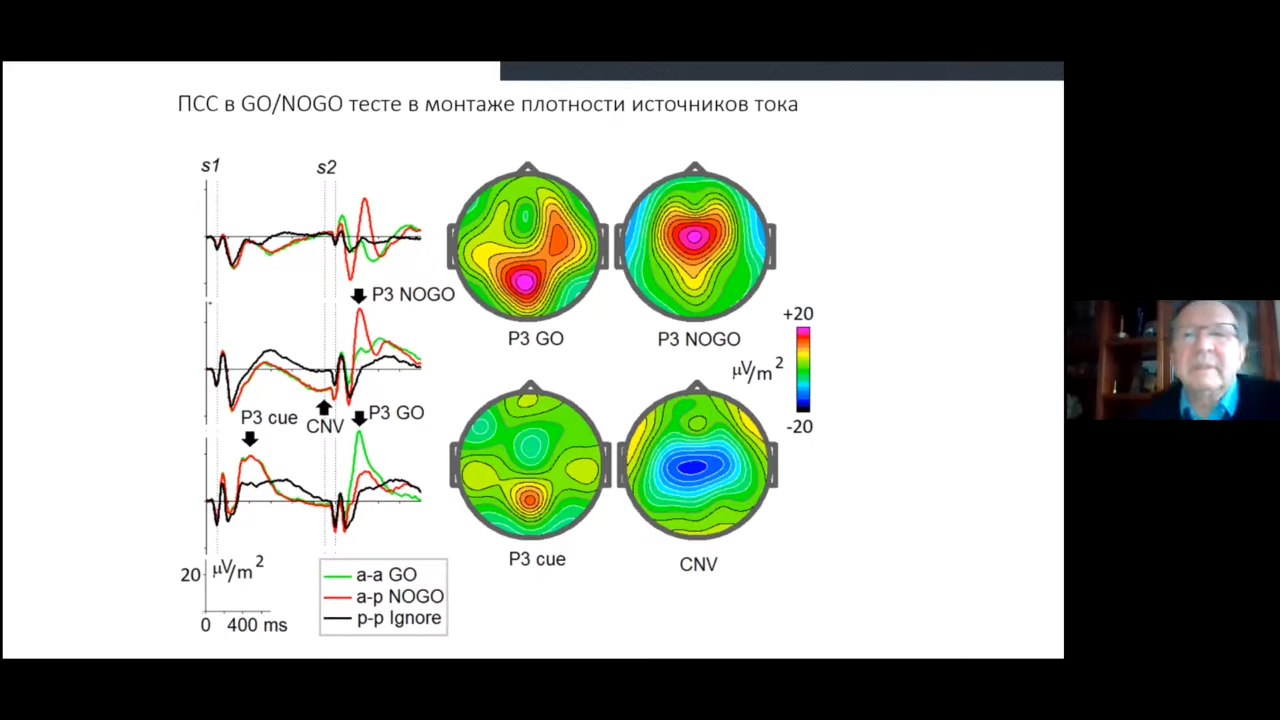 ПСС в GO/NOGO тесте в монтаже плотности источников тока
s1
s2
P3 NOGO
P3 cue
CNV
P3 GO
20
μV/m²
0 400 ms
a-a GO
a-p NOGO
p-p Ignore
P3 GO
P3 NOGO
+20
μV/m²
-20
P3 cue
CNV